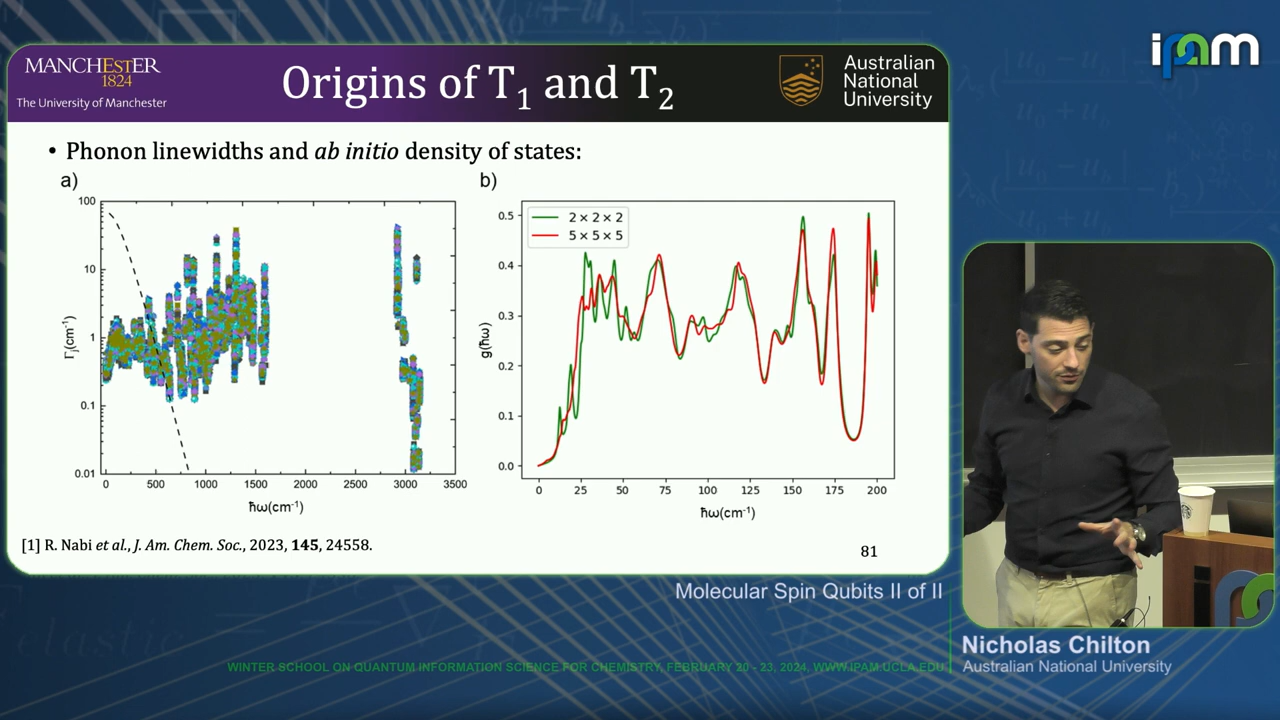 MANCHESTER
1824
The University of Manchester
Origins of T₁ and T₂
Australian
National
University
ipam
• Phonon linewidths and ab initio density of states:
a)
b)
100
10
1
0.1
0.01
Γj(cm⁻¹)
0 500 1000 1500 2000 2500 3000 3500
ħω(cm⁻¹)
2 × 2 × 2
5 × 5 × 5
0.5
0.4
0.3
0.2
0.1
0.0
g(ħω)
0 25 50 75 100 125 150 175 200
ħω(cm⁻¹)
[1] R. Nabi et al., J. Am. Chem. Soc., 2023, 145, 24558.
81
Molecular Spin Qubits II of II
Nicholas Chilton
Australian National University
WINTER SCHOOL ON QUANTUM INFORMATION SCIENCE FOR CHEMISTRY, FEBRUARY 20 - 23, 2024, WWW.IPAM.UCLA.EDU